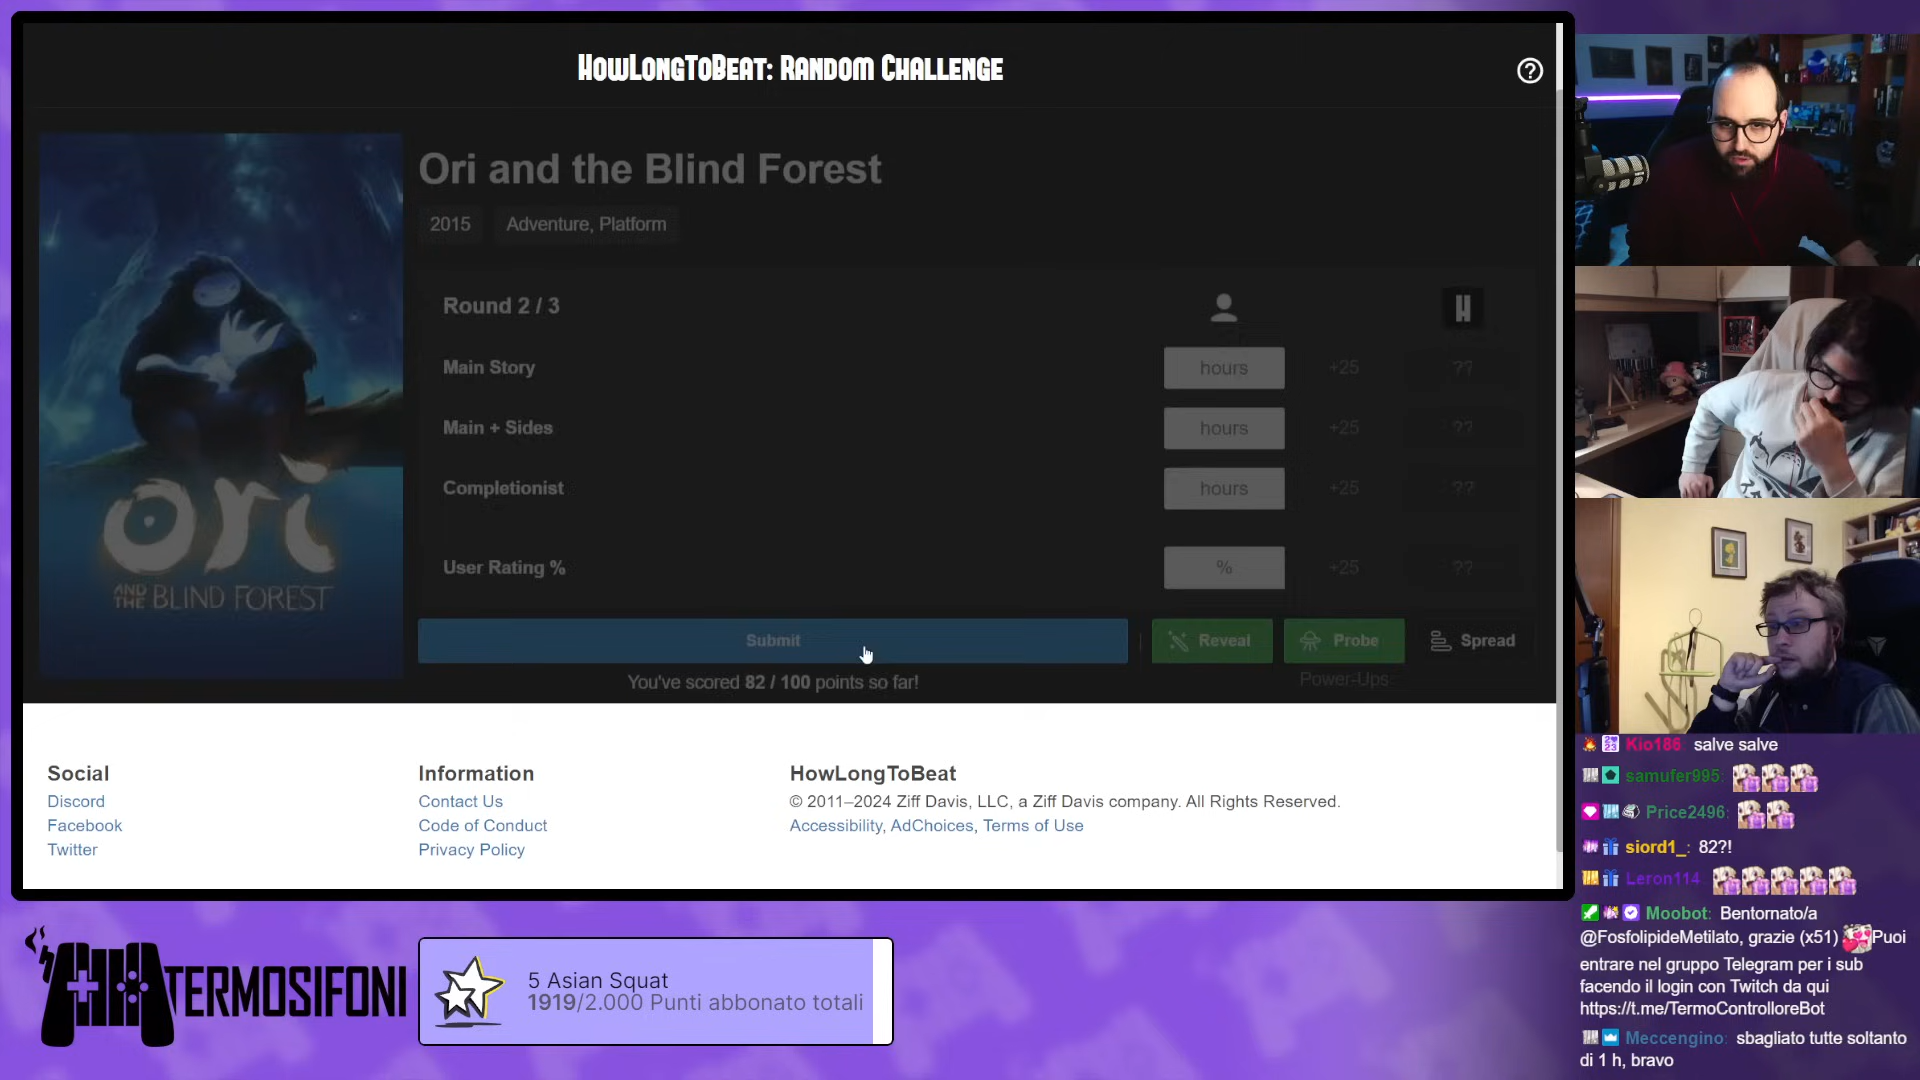 HowLongToBeat: Random Challenge
Ori and the Blind Forest
2015
Adventure, Platform
Round 2 / 3
Main Story
hours
+25
??
Main + Sides
hours
+25
??
Completionist
hours
+25
??
User Rating %
%
+25
??
Submit
Reveal
Probe
Spread
You've scored 82 / 100 points so far!
Power-Ups
ori
AND THE BLIND FOREST
Social
Discord
Facebook
Twitter
Information
Contact Us
Code of Conduct
Privacy Policy
HowLongToBeat
© 2011–2024 Ziff Davis, LLC, a Ziff Davis company. All Rights Reserved.
Accessibility, AdChoices, Terms of Use
TERMOSIFONI
5 Asian Squat
1919/2.000 Punti abbonato totali
Kio186: salve salve
samufer995:
Price2496:
siord1_: 82?!
Leron114:
Moobot: Bentornato/a
@FosfolipideMetilato, grazie (x51) Puoi
entrare nel gruppo Telegram per i sub
facendo il login con Twitch da qui
https://t.me/TermoControlloreBot
Meccengino: sbagliato tutte soltanto
di 1 h, bravo